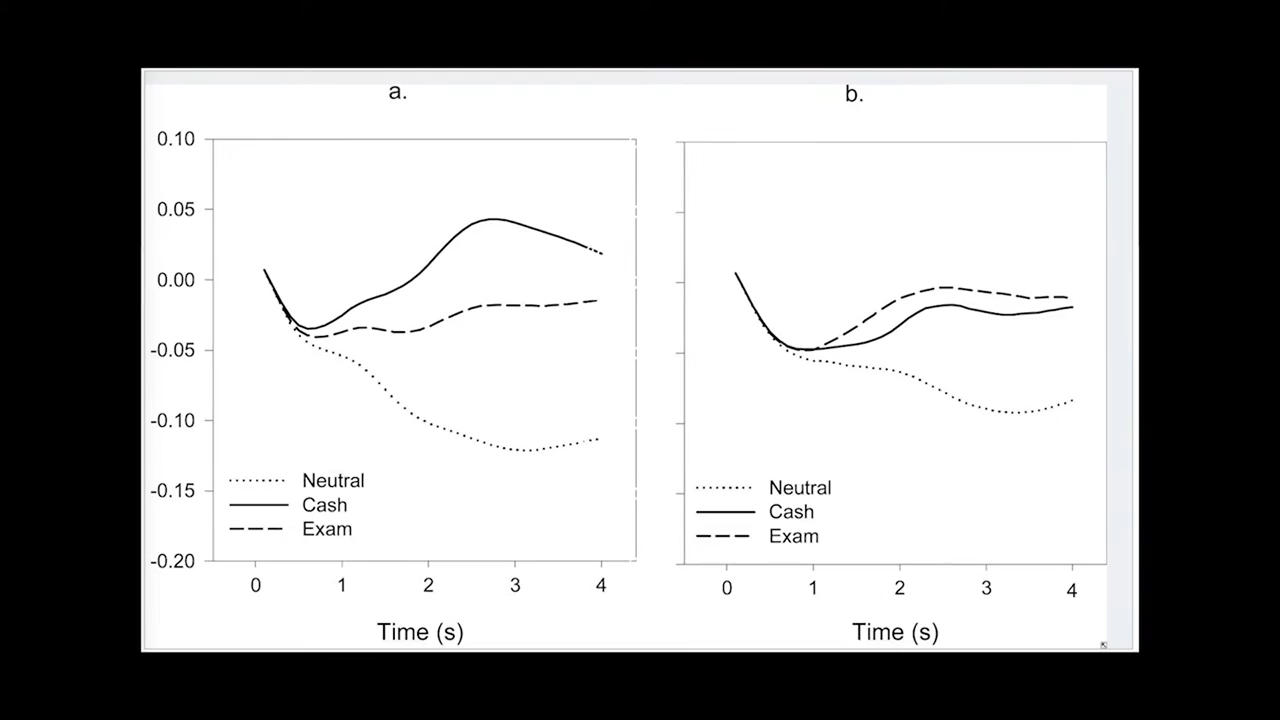 a.
0.10
0.05
0.00
-0.05
-0.10
-0.15
-0.20
Neutral
Cash
Exam
0 1 2 3 4
Time (s)
b.
Neutral
Cash
Exam
0 1 2 3 4
Time (s)